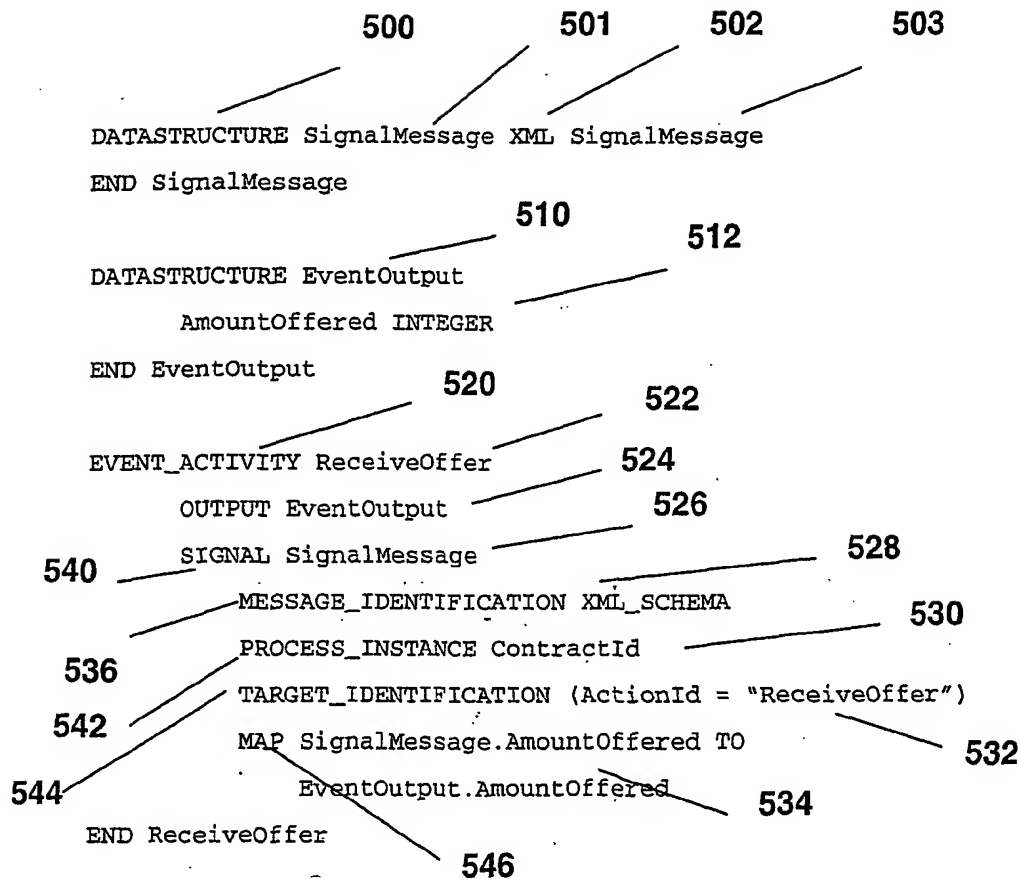 500 501 502 503
DATASTRUCTURE SignalMessage XML SignalMessage
END SignalMessage
510
512
DATASTRUCTURE EventOutput
AmountOffered INTEGER
END EventOutput
520
522
EVENT_ACTIVITY ReceiveOffer
524
OUTPUT EventOutput
526
SIGNAL SignalMessage
528
540
MESSAGE_IDENTIFICATION XML_SCHEMA
530
PROCESS_INSTANCE ContractId
536
TARGET_IDENTIFICATION (ActionId = "ReceiveOffer")
542
MAP SignalMessage.AmountOffered TO
532
544
EventOutput.AmountOffered
534
END ReceiveOffer
546